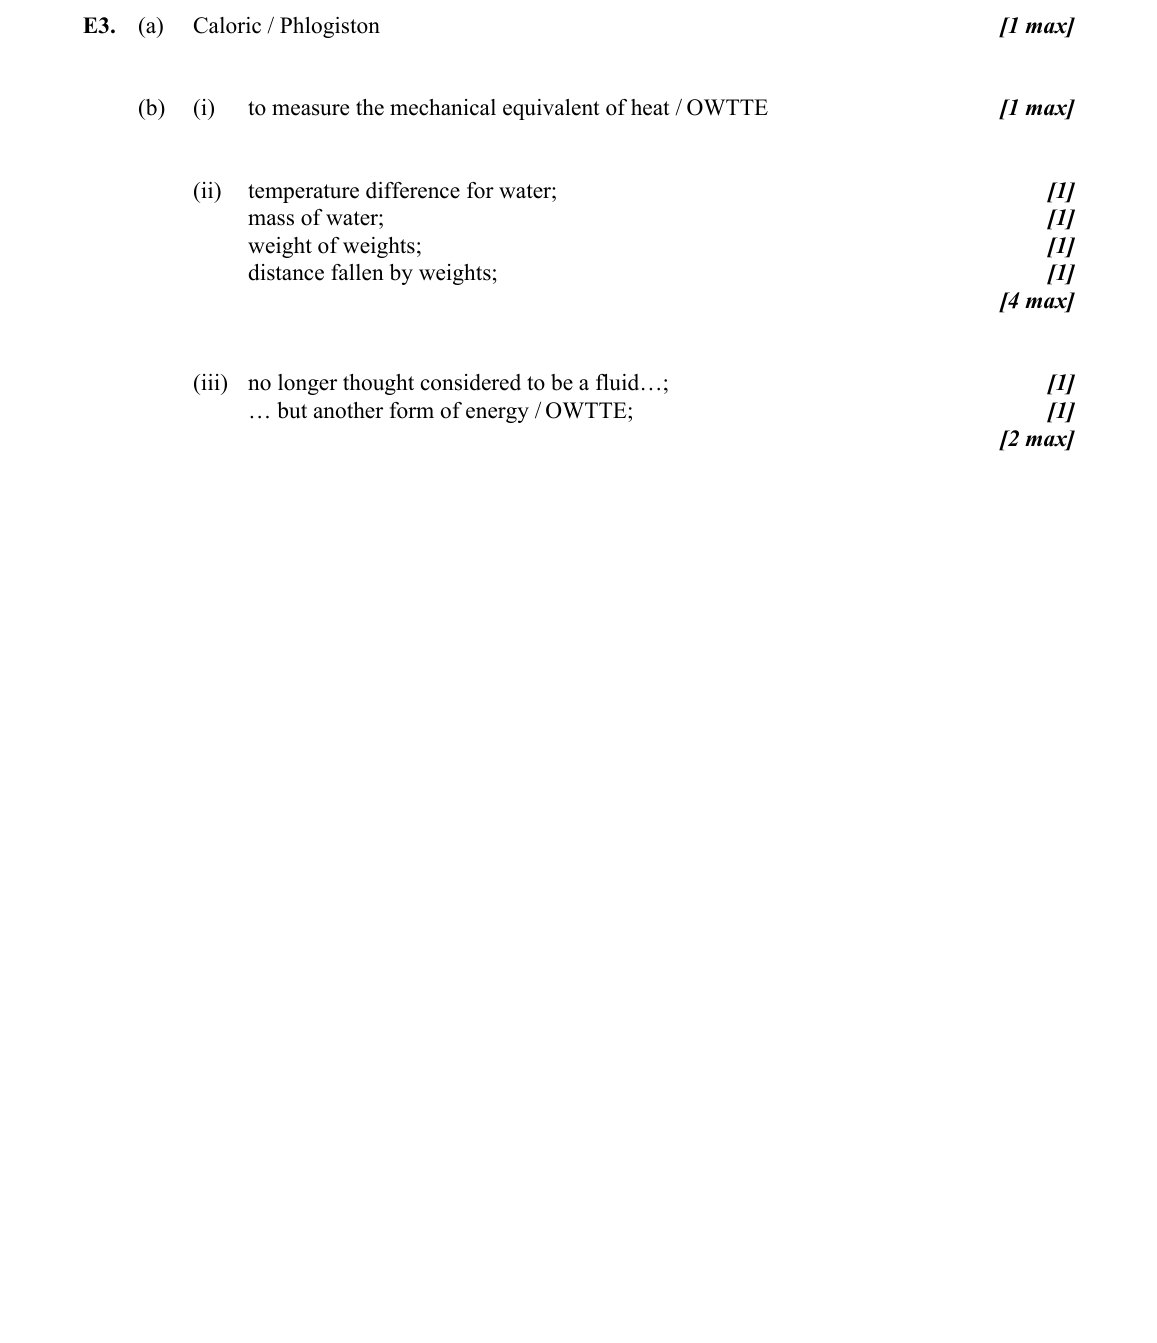 E3. (a) Caloric / Phlogiston [1 max]
(b) (i) to measure the mechanical equivalent of heat / OWTTE [1 max]
(ii) temperature difference for water; [1]
mass of water; [1]
weight of weights; [1]
distance fallen by weights; [1]
[4 max]
(iii) no longer thought considered to be a fluid…; [1]
… but another form of energy / OWTTE; [1]
[2 max]